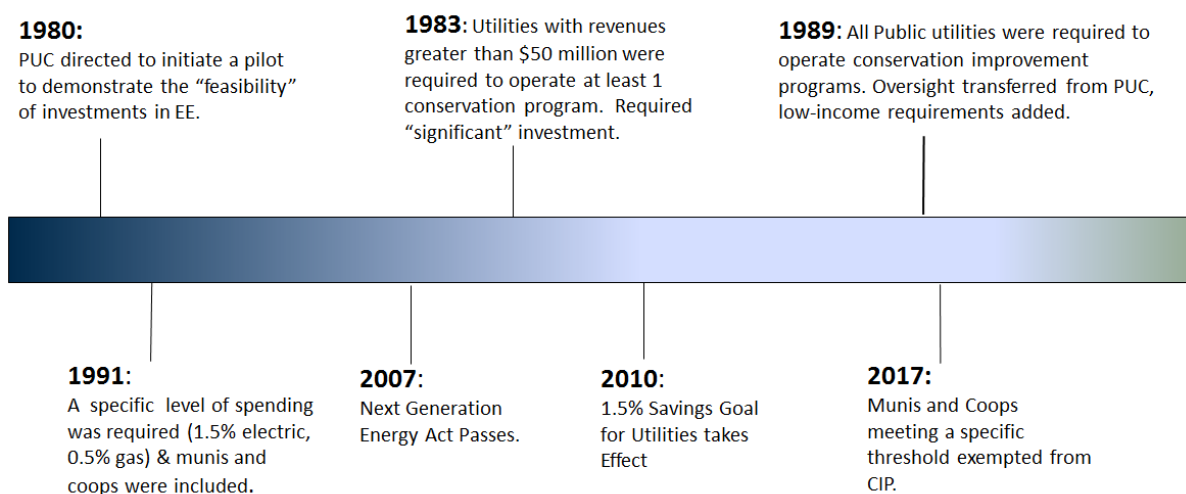 1980:
PUC directed to initiate a pilot
to demonstrate the “feasibility”
of investments in EE.
1983: Utilities with revenues
greater than $50 million were
required to operate at least 1
conservation program.  Required
“significant” investment.
1989: All Public utilities were required to
operate conservation improvement
programs. Oversight transferred from PUC,
low-income requirements added.
1991:
A specific level of spending
was required (1.5% electric,
0.5% gas) & munis and
coops were included.
2007:
Next Generation
Energy Act Passes.
2010:
1.5% Savings Goal
for Utilities takes
Effect
2017:
Munis and Coops
meeting a specific
threshold exempted from
CIP.